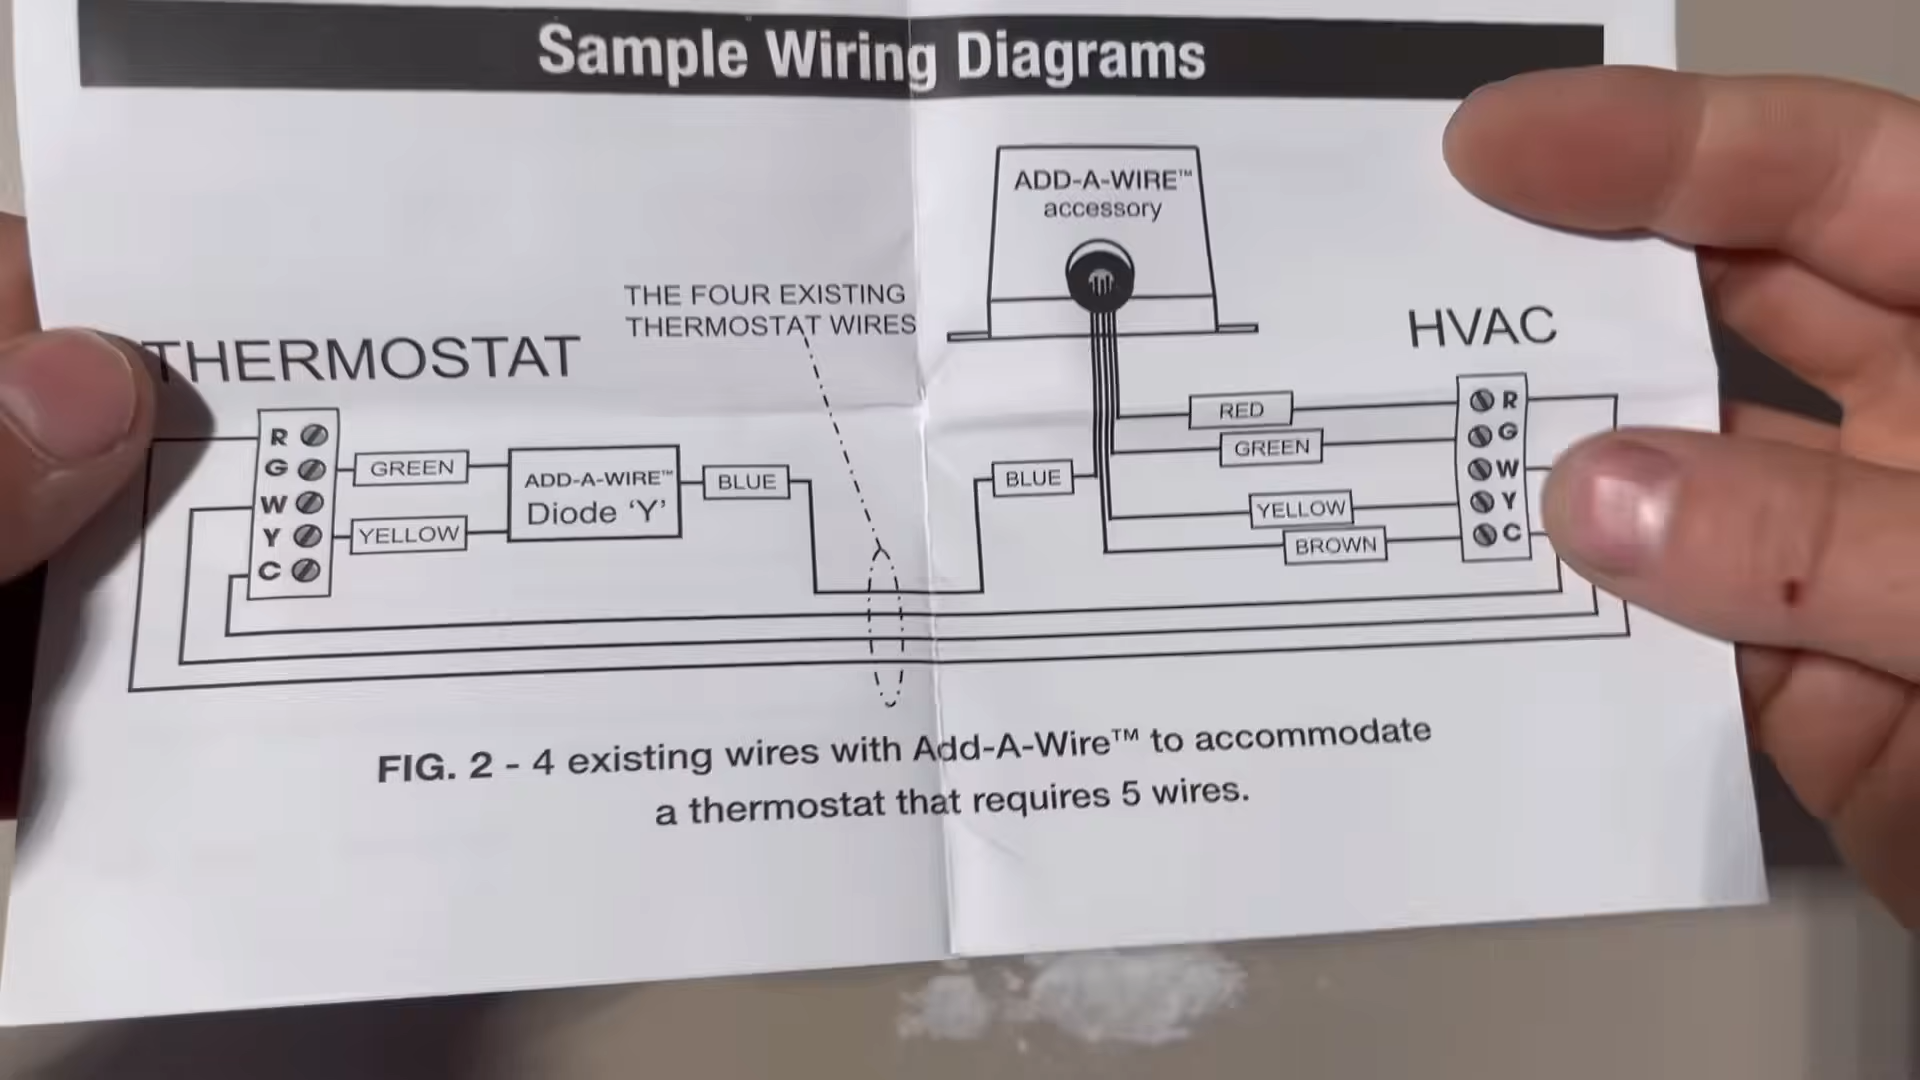 Sample Wiring Diagrams
ADD-A-WIRE™
accessory
THE FOUR EXISTING
THERMOSTAT WIRES
THERMOSTAT
HVAC
R
G
W
Y
C
GREEN
YELLOW
ADD-A-WIRE™
Diode ‘Y’
BLUE
BLUE
RED
GREEN
YELLOW
BROWN
R
G
W
Y
C
FIG. 2 - 4 existing wires with Add-A-Wire™ to accommodate
a thermostat that requires 5 wires.